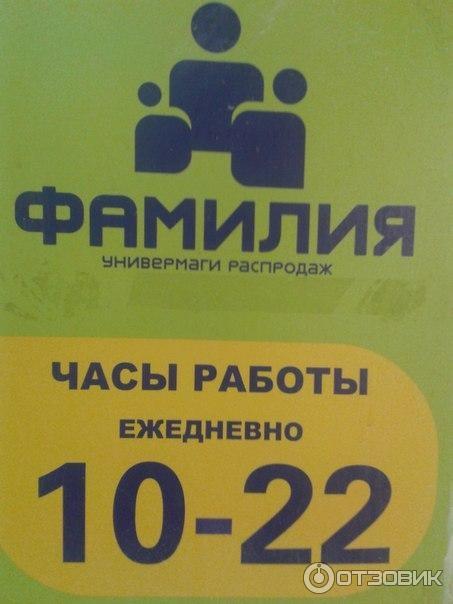 ФАМИЛИЯ
УНИВЕРМАГИ РАСПРОДАЖ
ЧАСЫ РАБОТЫ
ЕЖЕДНЕВНО
10-22
ОТЗОВИК